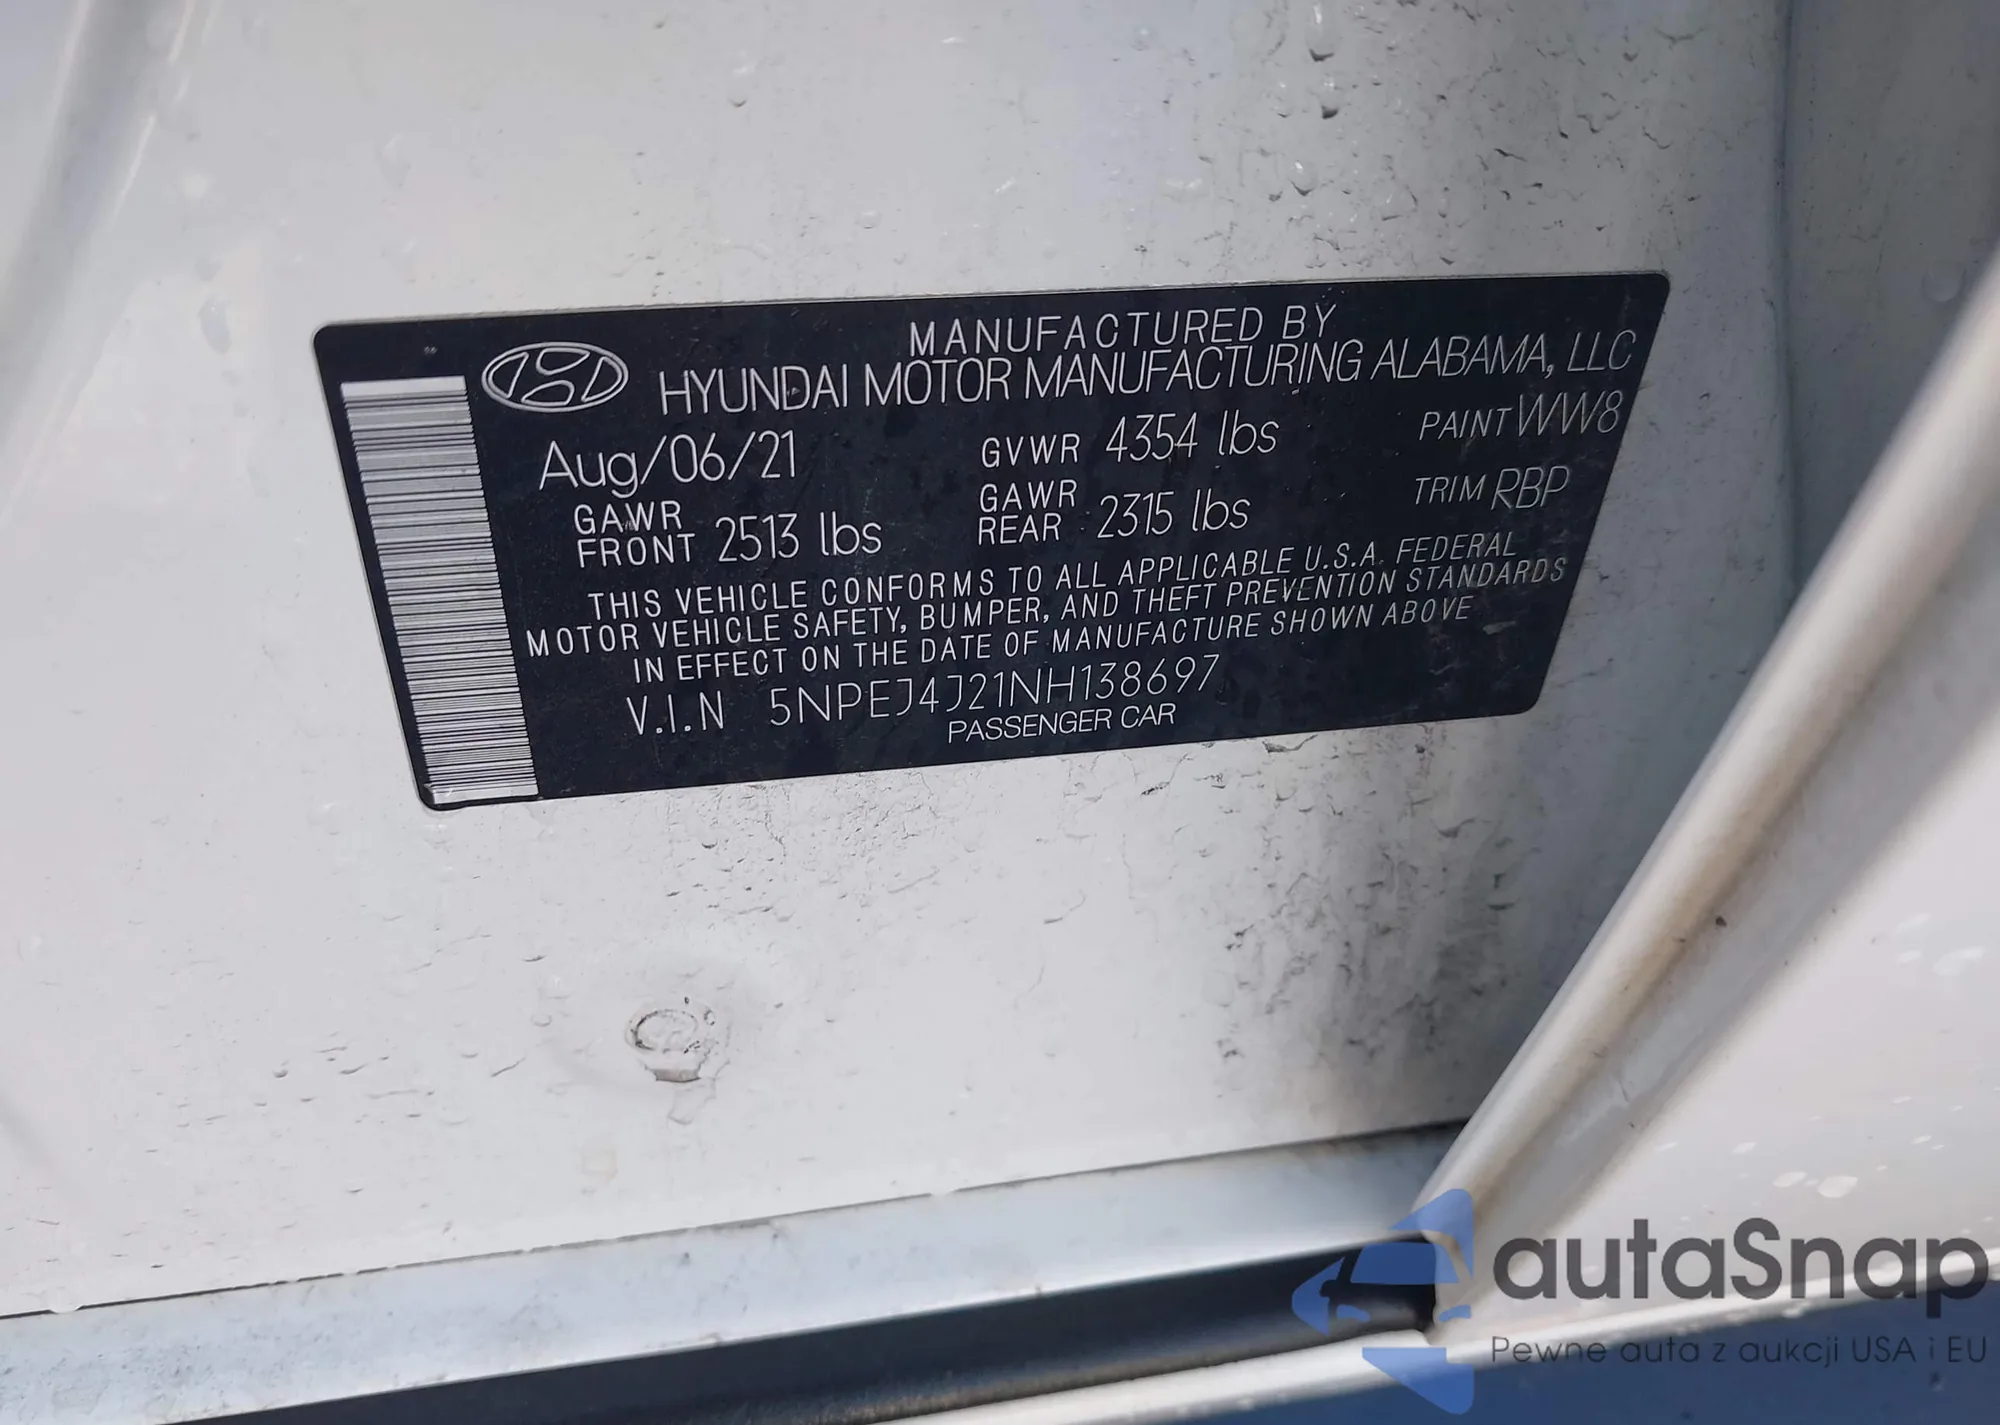 MANUFACTURED BY
HYUNDAI MOTOR MANUFACTURING ALABAMA, LLC
Aug/06/21 GVWR 4354 lbs PAINT WW8
GAWR FRONT 2513 lbs GAWR REAR 2315 lbs TRIM RBP
THIS VEHICLE CONFORMS TO ALL APPLICABLE U.S.A. FEDERAL
MOTOR VEHICLE SAFETY, BUMPER, AND THEFT PREVENTION STANDARDS
IN EFFECT ON THE DATE OF MANUFACTURE SHOWN ABOVE
V.I.N 5NPEJ4J21NH138697
PASSENGER CAR
autaSnap
Pewne auta z aukcji USA i EU